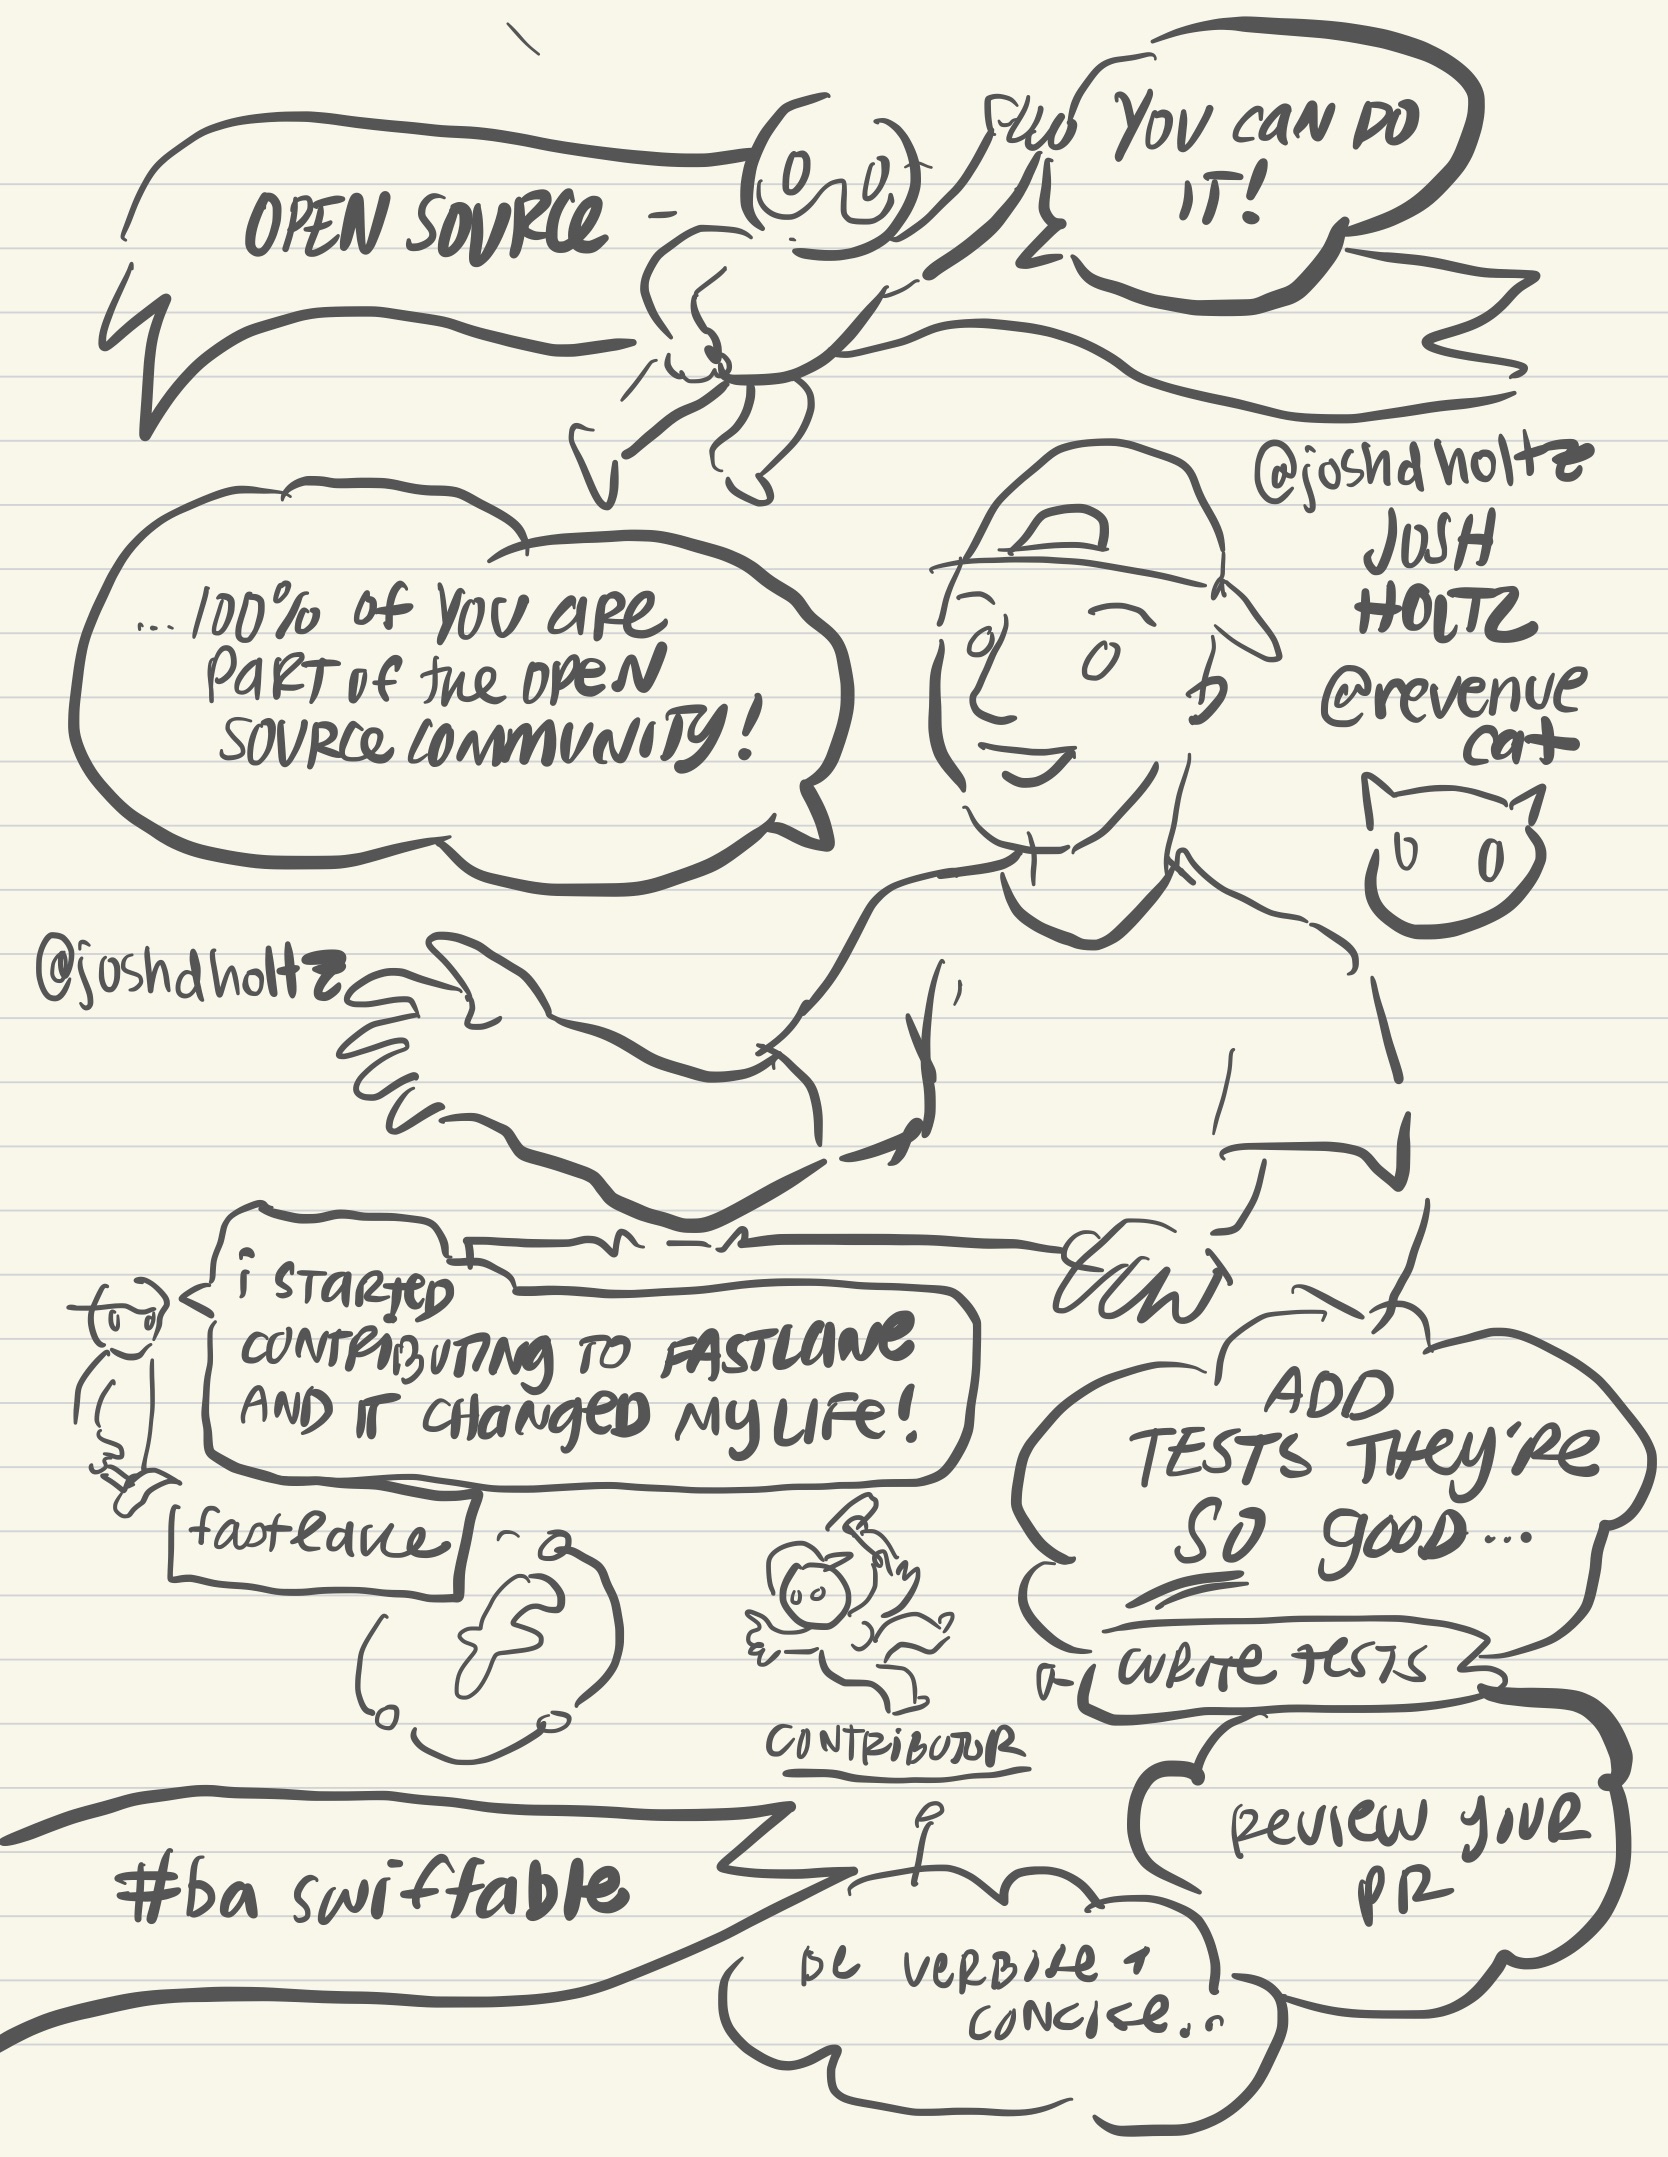 OPEN SOURCE -
YOU CAN DO
IT!
@joshdholtz
JOSH
HOLTZ
@revenue
cat
...100% of YOU ARE
PART of the OPEN
SOURCE COMMUNITY!
@joshdholtz
i STARTED
CONTRIBUTING TO FASTLANE
AND IT CHANGED MY LIFE!
fastlane
ADD
TESTS THEY'RE
SO GOOD...
WRITE TESTS
CONTRIBUTOR
REVIEW YOUR
PR
#ba swiftable
BE VERBOSE +
CONCISE...